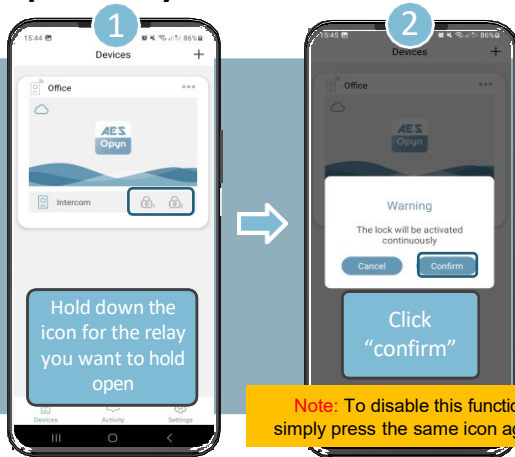 1
15:44
86%
Devices
+
Office
AES
Opyn
Intercom
1
2
Hold down the
icon for the relay
you want to hold
open
Devices
Activity
Settings
2
15:45
86%
Devices
+
Office
AES
Opyn
Warning
The lock will be activated
continuously
Cancel
Confirm
Click
"confirm"
Note: To disable this functio
simply press the same icon ag